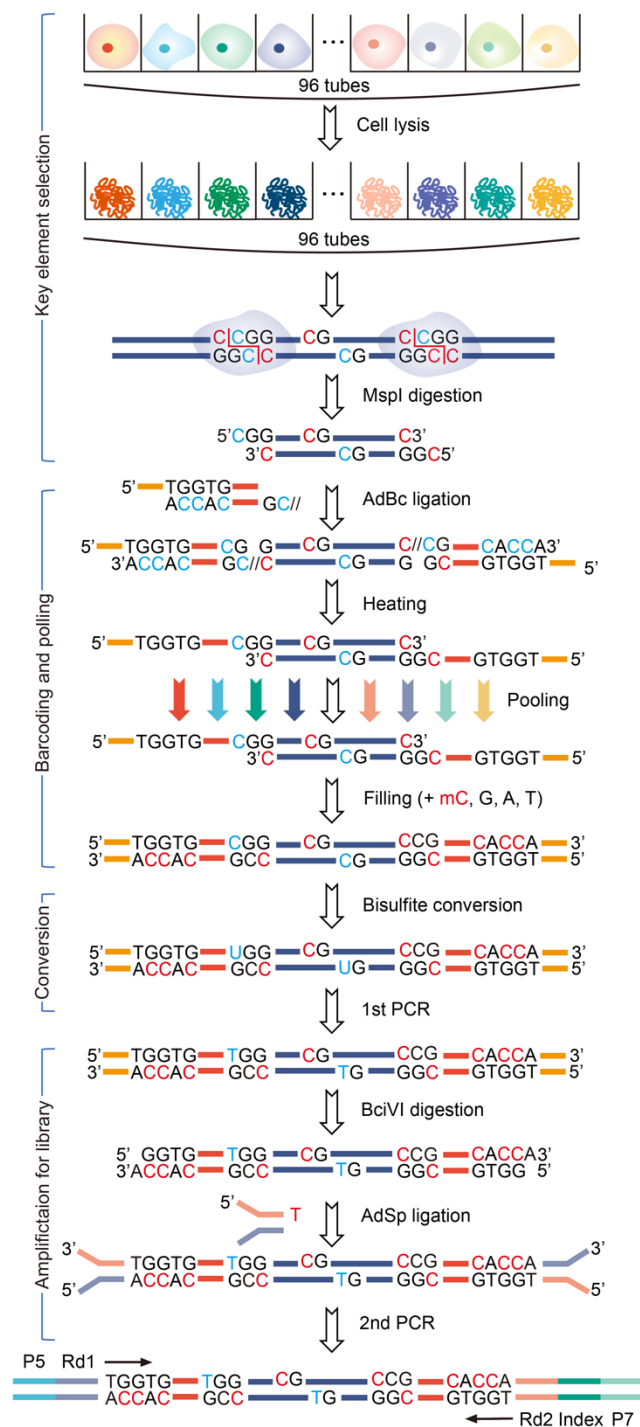 Key element selection
...
96 tubes
Cell lysis
...
96 tubes
CCGG CG CCGG
GGCC CG GGCC
MspI digestion
5’CGG CG C3’
3’C CG GGC5’
Barcoding and polling
5’ TGGTG
ACCAC GC//
AdBc ligation
5’ TGGTG CG G CG C//CG CACCA3’
3’ACCAC GC//C CG G GC GTGGT 5’
Heating
5’ TGGTG CGG CG C3’
3’C CG GGC GTGGT 5’
Pooling
5’ TGGTG CGG CG C3’
3’C CG GGC GTGGT 5’
Filling (+ mC, G, A, T)
5’ TGGTG CGG CG CCG CACCA 3’
3’ ACCAC GCC CG GGC GTGGT 5’
Conversion
Bisulfite conversion
5’ TGGTG UGG CG CCG CACCA 3’
3’ ACCAC GCC UG GGC GTGGT 5’
1st PCR
Amplifictaion for library
5’ TGGTG TGG CG CCG CACCA 3’
3’ ACCAC GCC TG GGC GTGGT 5’
BciVI digestion
5’ GGTG TGG CG CCG CACCA3’
3’ACCAC GCC TG GGC GTGG 5’
5’ T
AdSp ligation
3’ TGGTG TGG CG CCG CACCA 3’
5’ ACCAC GCC TG GGC GTGGT 5’
2nd PCR
P5 Rd1
TGGTG TGG CG CCG CACCA
ACCAC GCC TG GGC GTGGT
Rd2 Index P7